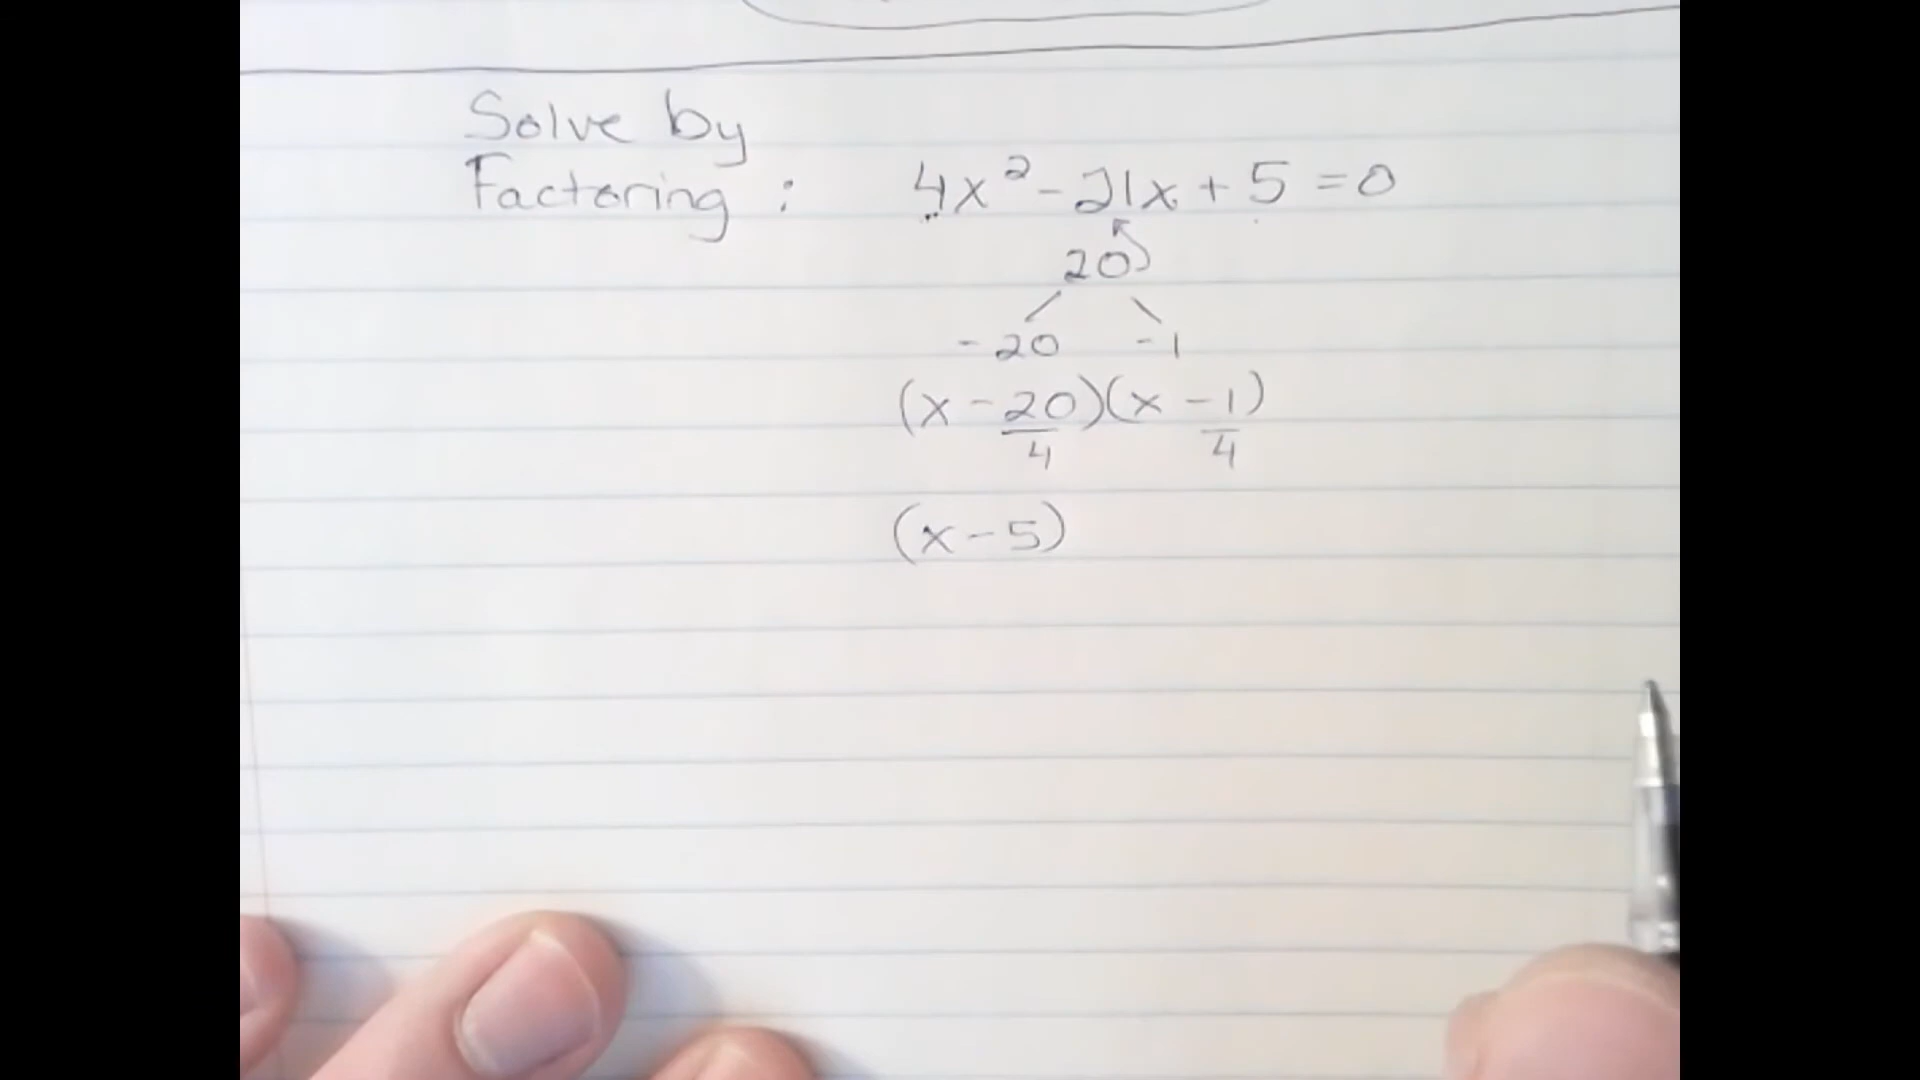 Solve by
Factoring : 4x² - 21x + 5 = 0
20
-20 -1
(x - 20/4)(x - 1/4)
(x - 5)